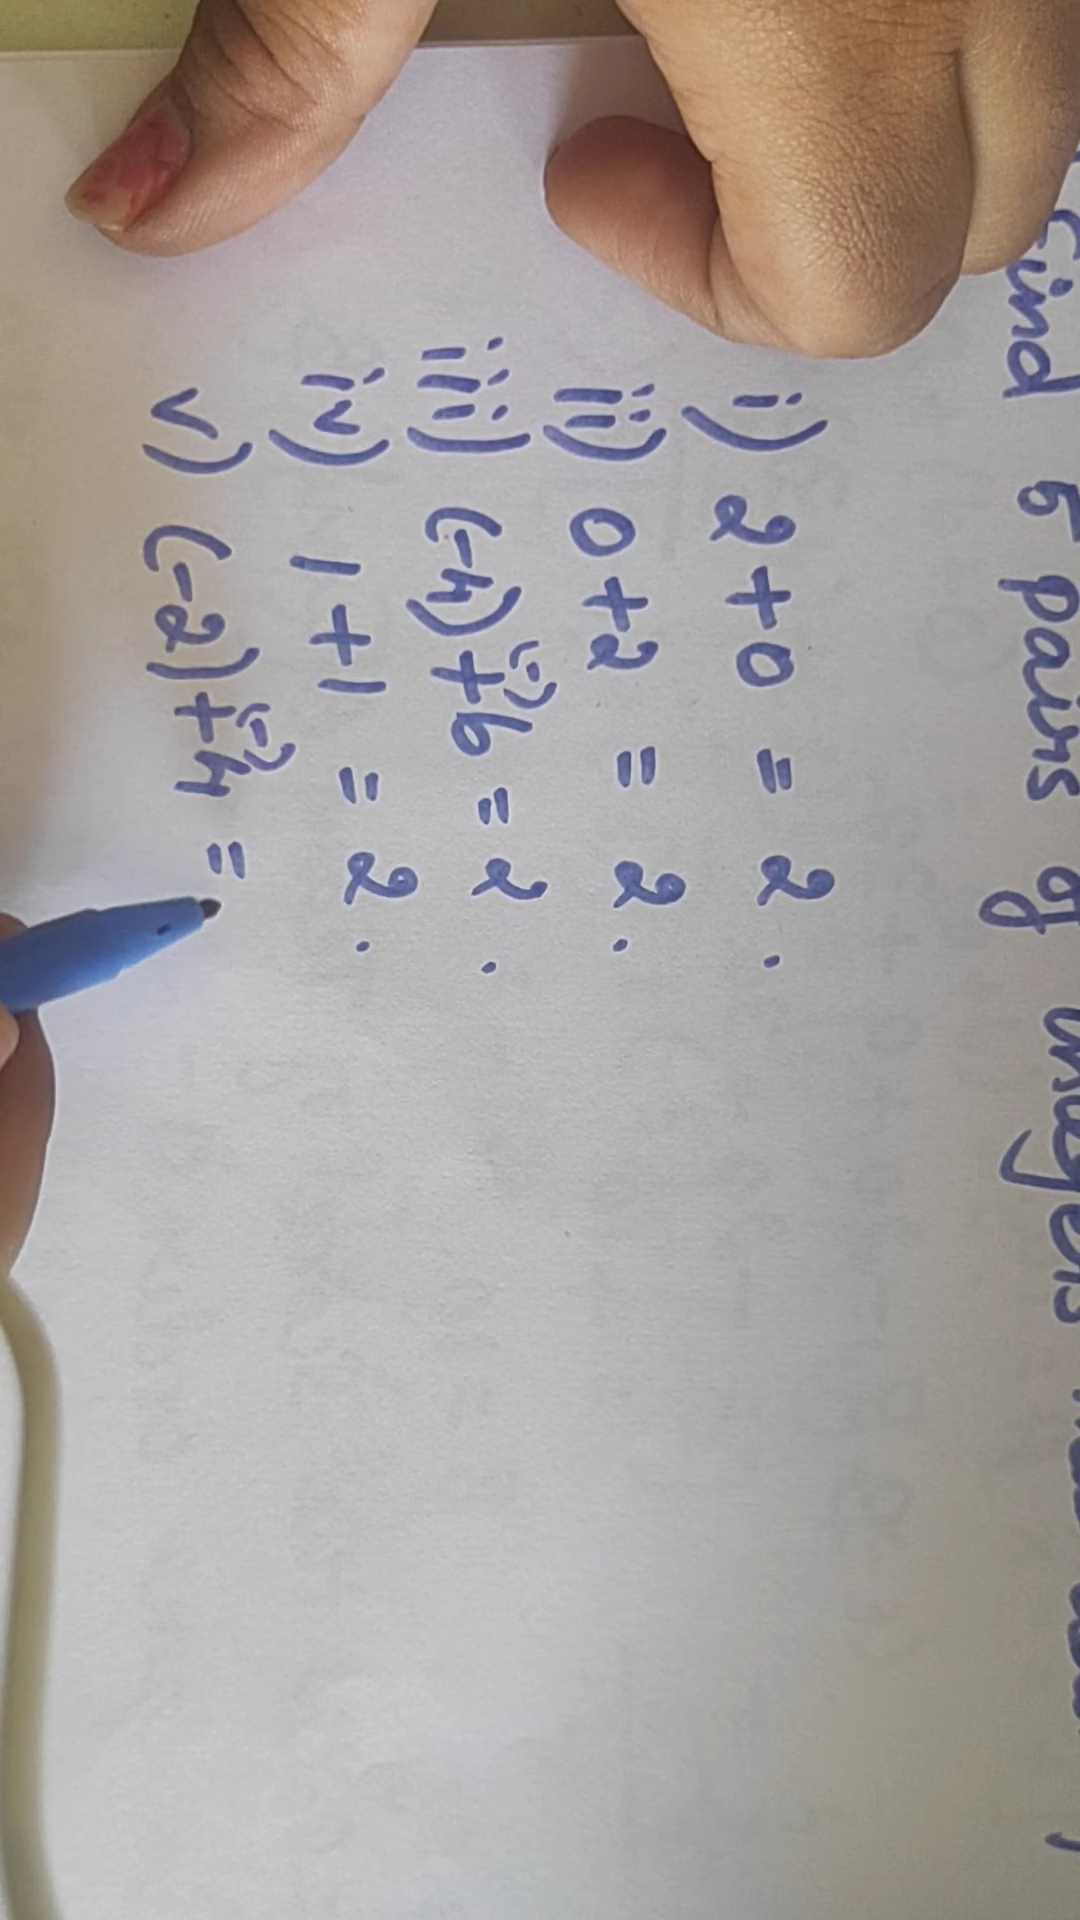 Find 5 pairs of integers
i) 2 + 0 = 2.
ii) 0 + 2 = 2.
(-)
iii) (-4) + 6 = 2.
iv) 1 + 1 = 2.
(-)
v) (-2) + 4 =